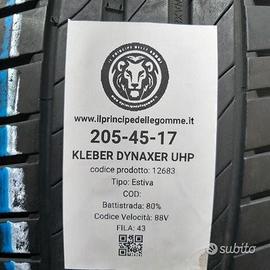 IL PRINCIPE DELLE GOMME
www.ilprincipedellegomme.it
205-45-17
KLEBER DYNAXER UHP
codice prodotto: 12683
Tipo: Estiva
COD:
Battistrada: 80%
Codice Velocità: 88V
FILA: 43
subito